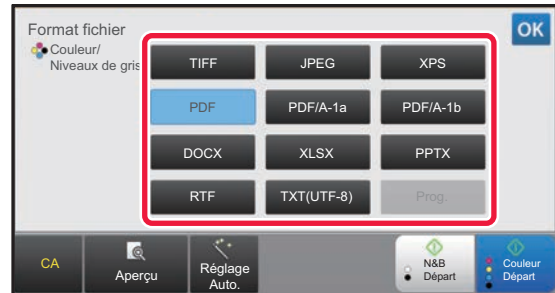 Format fichier
OK
Couleur/
Niveaux de gris
TIFF JPEG XPS
PDF PDF/A-1a PDF/A-1b
DOCX XLSX PPTX
RTF TXT(UTF-8) Prog.
CA
Aperçu
Réglage
Auto.
N&B
Départ
Couleur
Départ